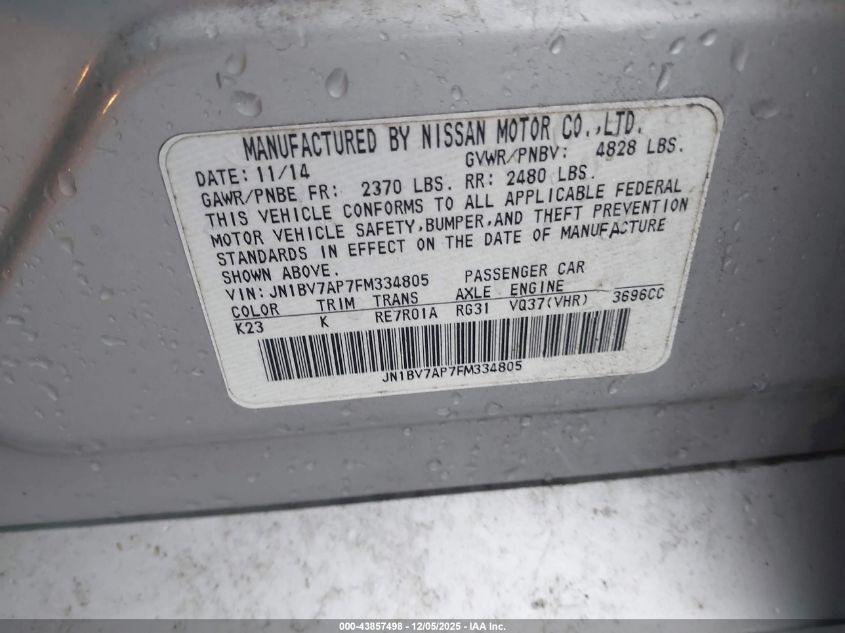 MANUFACTURED BY NISSAN MOTOR CO.,LTD.
DATE: 11/14 GVWR/PNBV: 4828 LBS.
GAWR/PNBE FR: 2370 LBS. RR: 2480 LBS.
THIS VEHICLE CONFORMS TO ALL APPLICABLE FEDERAL
MOTOR VEHICLE SAFETY,BUMPER,AND THEFT PREVENTION
STANDARDS IN EFFECT ON THE DATE OF MANUFACTURE
SHOWN ABOVE.
VIN: JN1BV7AP7FM334805 PASSENGER CAR
COLOR TRIM TRANS AXLE ENGINE
K23 K RE7R01A RG31 VQ37(VHR) 3696CC
JN1BV7AP7FM334805
000-43857498 - 12/05/2025 - IAA Inc.